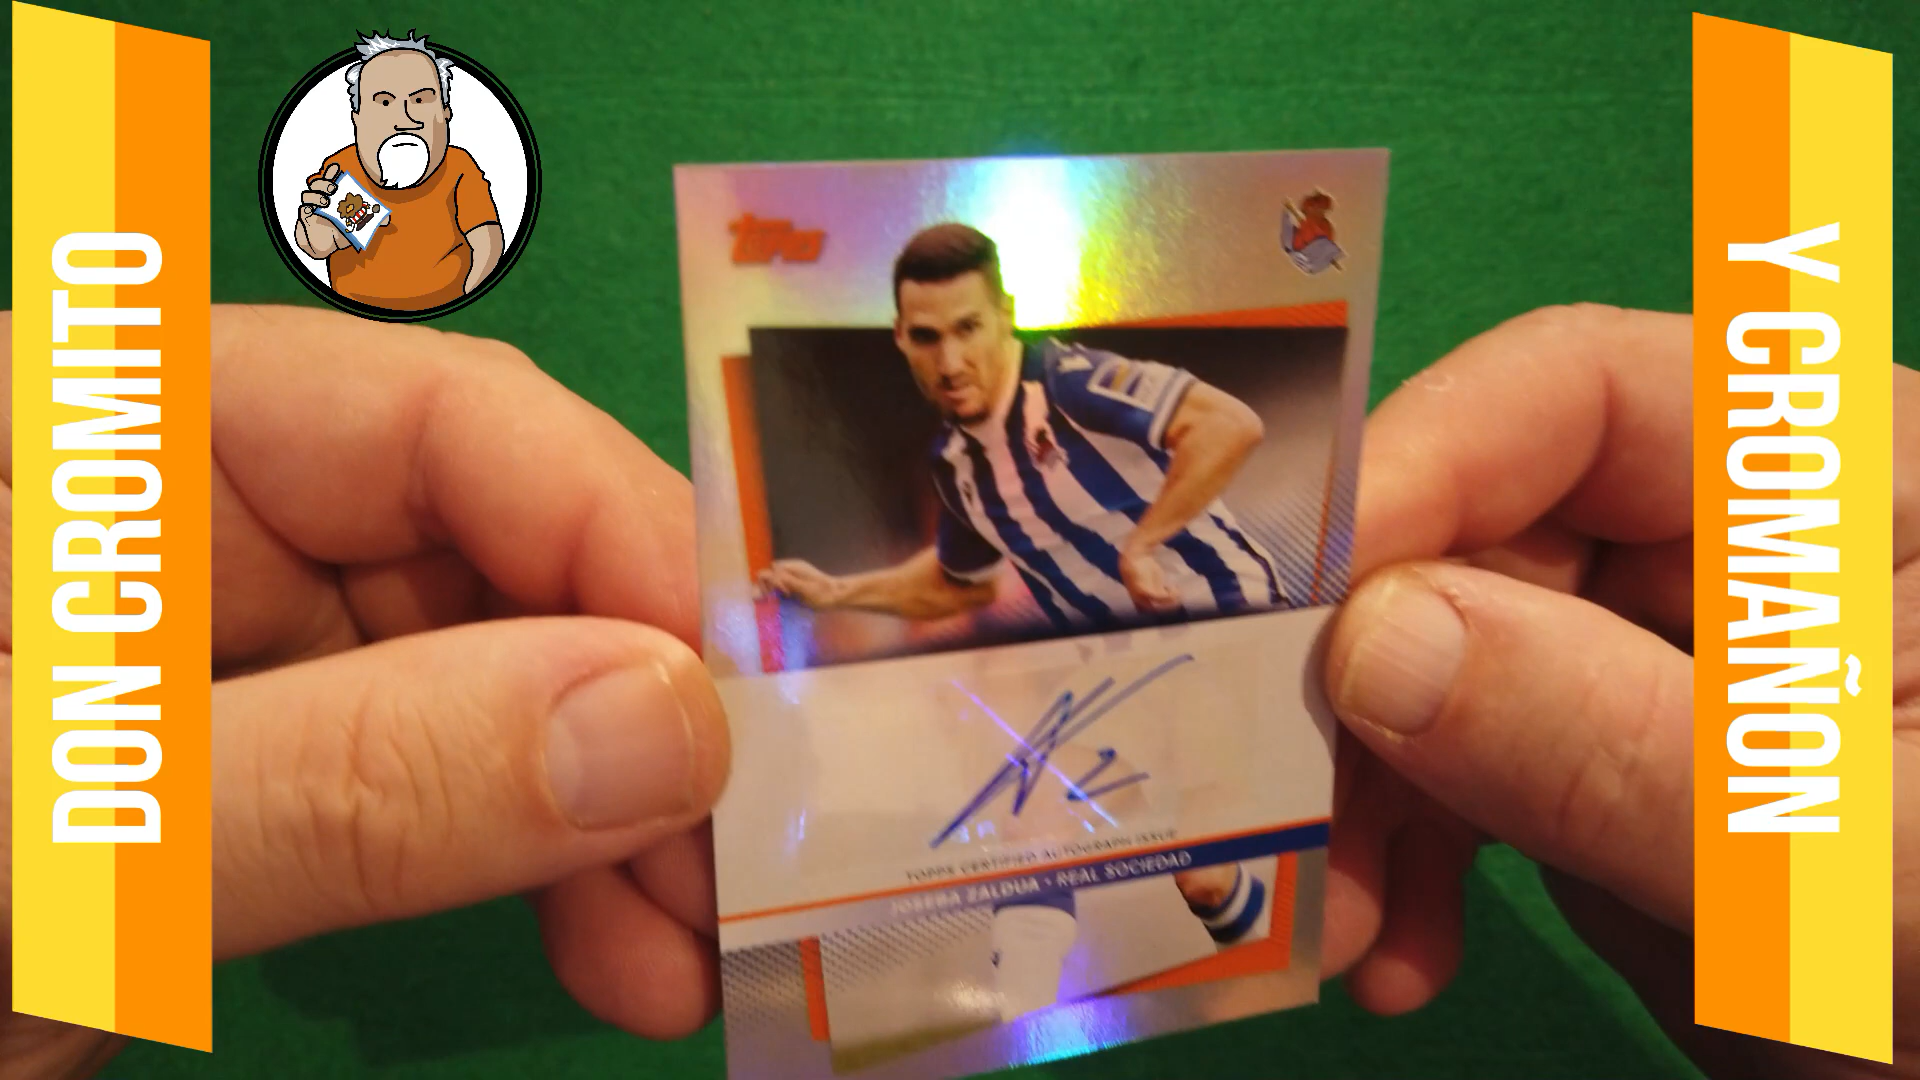 DON CROMITO
topps
TOPPS CERTIFIED AUTOGRAPH ISSUE
JOSEBA ZALDUA • REAL SOCIEDAD
Y CROMAÑON